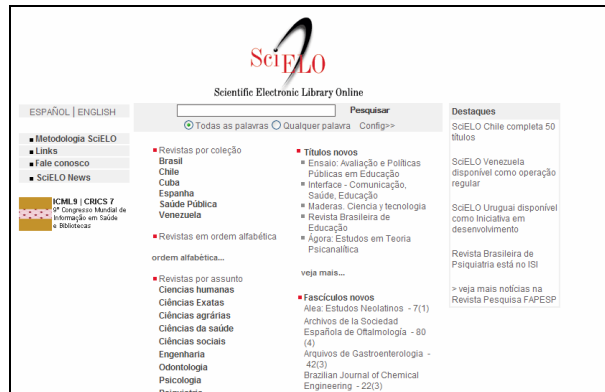 SciELO
Scientific Electronic Library Online
ESPAÑOL | ENGLISH
Metodologia SciELO
Links
Fale conosco
SciELO News
ICML9 | CRICS 7
9º Congresso Mundial de
Informação em Saúde
e Bibliotecas
Pesquisar
Todas as palavras Qualquer palavra Config>>
Revistas por coleção
Brasil
Chile
Cuba
Espanha
Saúde Pública
Venezuela
Revistas em ordem alfabética
ordem alfabètica...
Revistas por assunto
Ciencias humanas
Ciências Exatas
Ciências agrárias
Ciências da saúde
Ciências sociais
Engenharia
Odontologia
Psicologia
Psiquiatria
Títulos novos
Ensaio: Avaliação e Políticas
Públicas em Educação
Interface - Comunicação,
Saúde, Educação
Maderas. Ciencia y tecnologia
Revista Brasileira de
Educação
Ágora: Estudos em Teoria
Psicanalítica
veja mais...
Fascículos novos
Alea: Estudos Neolatinos - 7(1)
Archivos de la Sociedad
Española de Oftalmología - 80
(4)
Arquivos de Gastroenterologia -
42(3)
Brazilian Journal of Chemical
Engineering - 22(3)
Destaques
SciELO Chile completa 50
títulos
SciELO Venezuela
disponível como operação
regular
SciELO Uruguai disponível
como Iniciativa em
desenvolvimento
Revista Brasileira de
Psiquiatria está no ISI
> veja mais notícias na
Revista Pesquisa FAPESP